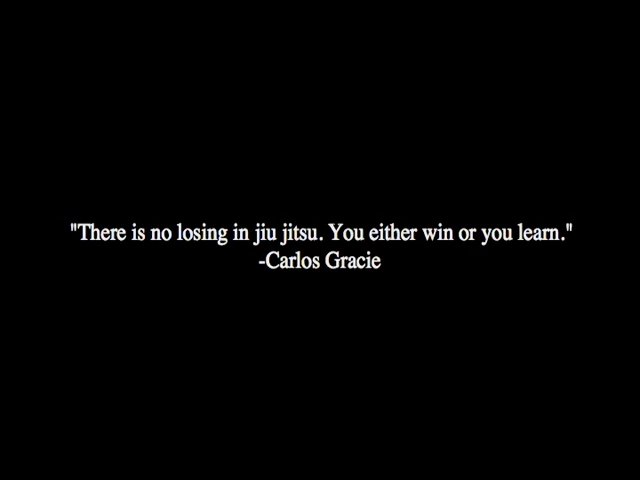 "There is no losing in jiu jitsu. You either win or you learn."
-Carlos Gracie